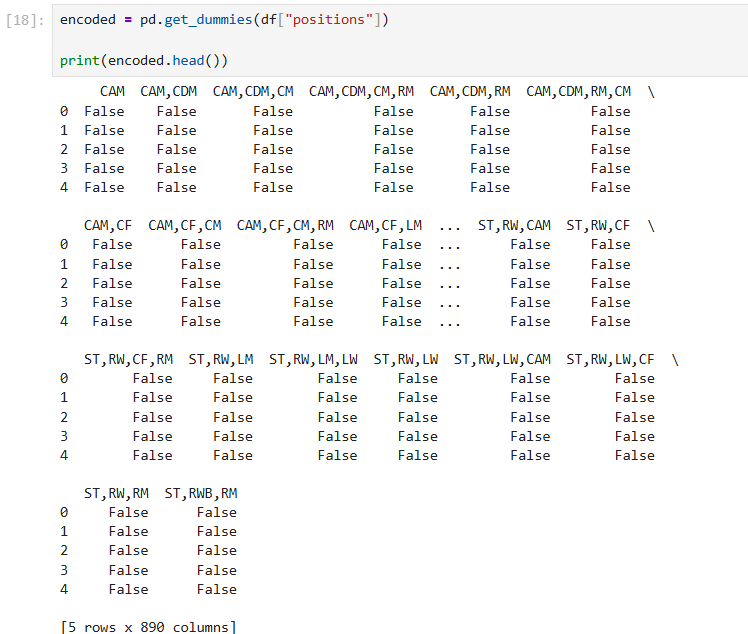 [18]: encoded = pd.get_dummies(df["positions"])
print(encoded.head())
CAM CAM,CDM CAM,CDM,CM CAM,CDM,CM,RM CAM,CDM,RM CAM,CDM,RM,CM \
0 False False False False False False
1 False False False False False False
2 False False False False False False
3 False False False False False False
4 False False False False False False
CAM,CF CAM,CF,CM CAM,CF,CM,RM CAM,CF,LM ... ST,RW,CAM ST,RW,CF \
0 False False False False ... False False
1 False False False False ... False False
2 False False False False ... False False
3 False False False False ... False False
4 False False False False ... False False
ST,RW,CF,RM ST,RW,LM ST,RW,LM,LW ST,RW,LW ST,RW,LW,CAM ST,RW,LW,CF \
0 False False False False False False
1 False False False False False False
2 False False False False False False
3 False False False False False False
4 False False False False False False
ST,RW,RM ST,RWB,RM
0 False False
1 False False
2 False False
3 False False
4 False False
[5 rows x 890 columns]